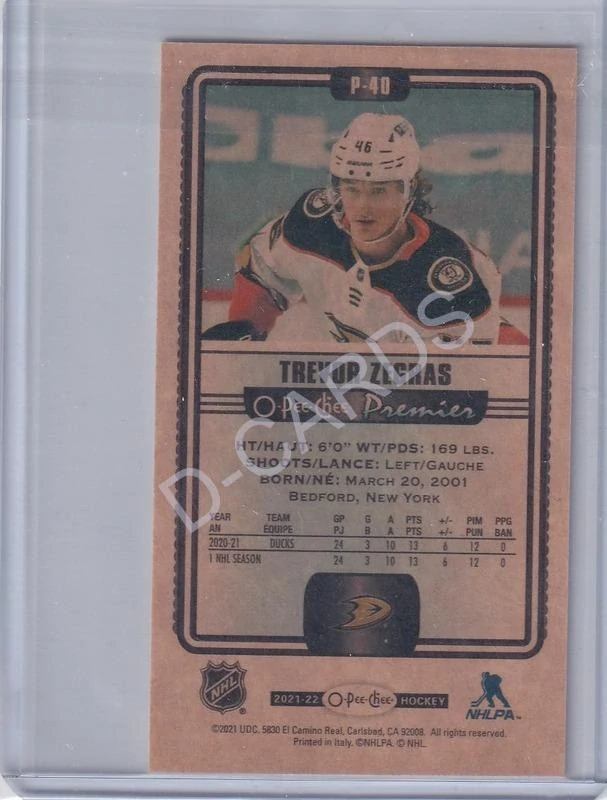 P-40
46
TREVOR ZEGRAS
O-Pee-Chee Premier
HT/HAUT: 6'0" WT/PDS: 169 LBS.
SHOOTS/LANCE: LEFT/GAUCHE
BORN/NÉ: MARCH 20, 2001
BEDFORD, NEW YORK
YEAR TEAM GP G A PTS +/- PIM PPG
AN ÉQUIPE PJ B A PTS +/- PUN BAN
2020-21 DUCKS 24 3 10 13 6 12 0
1 NHL SEASON 24 3 10 13 6 12 0
NHL
2021-22 O-Pee-Chee HOCKEY
NHLPA™
©2021 UDC. 5830 El Camino Real, Carlsbad, CA 92008. All rights reserved.
Printed in Italy. ©NHLPA. © NHL.
D-CARDS